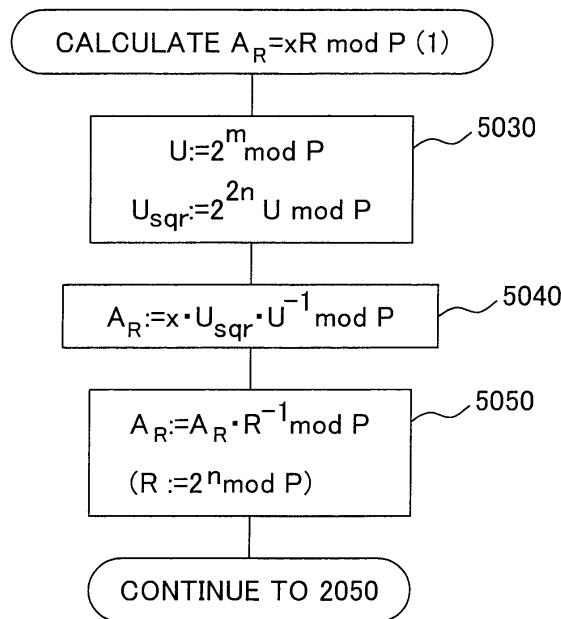 CALCULATE A_R=xR mod P (1)
5030
U:=2^m mod P
U_sqr:=2^2n U mod P
5040
A_R:=x・U_sqr・U^-1 mod P
5050
A_R:=A_R・R^-1 mod P
(R :=2^n mod P)
CONTINUE TO 2050